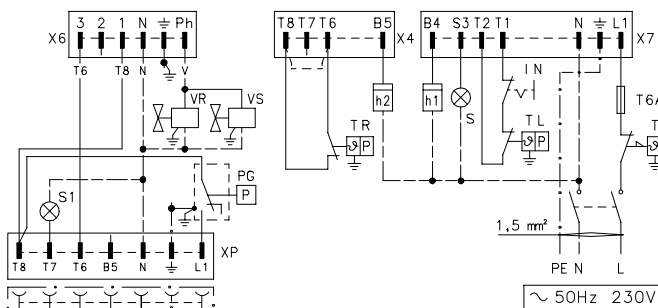 3 2 1 N Ph
X6
T6 T8 N V
VR VS
S1
PG
P
T8 T7 T6 B5 N L1
XP
T8 T7 T6 B5
X4
B4 S3 T2 T1 N L1
X7
h2 h1
S
IN
T6A
TR
P
TL
P
T
P
1,5 mm²
PE N L
~ 50Hz 230V